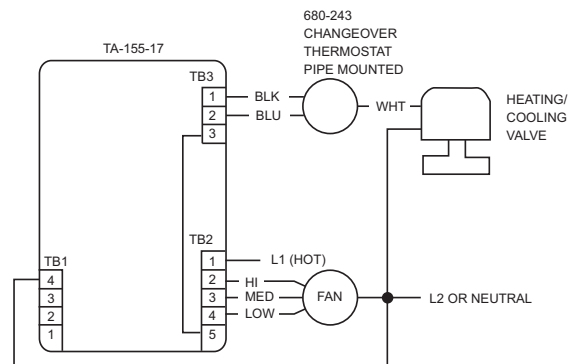 680-243
CHANGEOVER
THERMOSTAT
PIPE MOUNTED
TA-155-17
TB3
1
BLK
2
BLU
3
WHT
HEATING/
COOLING
VALVE
TB2
1
L1 (HOT)
2
HI
3
MED
4
LOW
5
FAN
L2 OR NEUTRAL
TB1
4
3
2
1